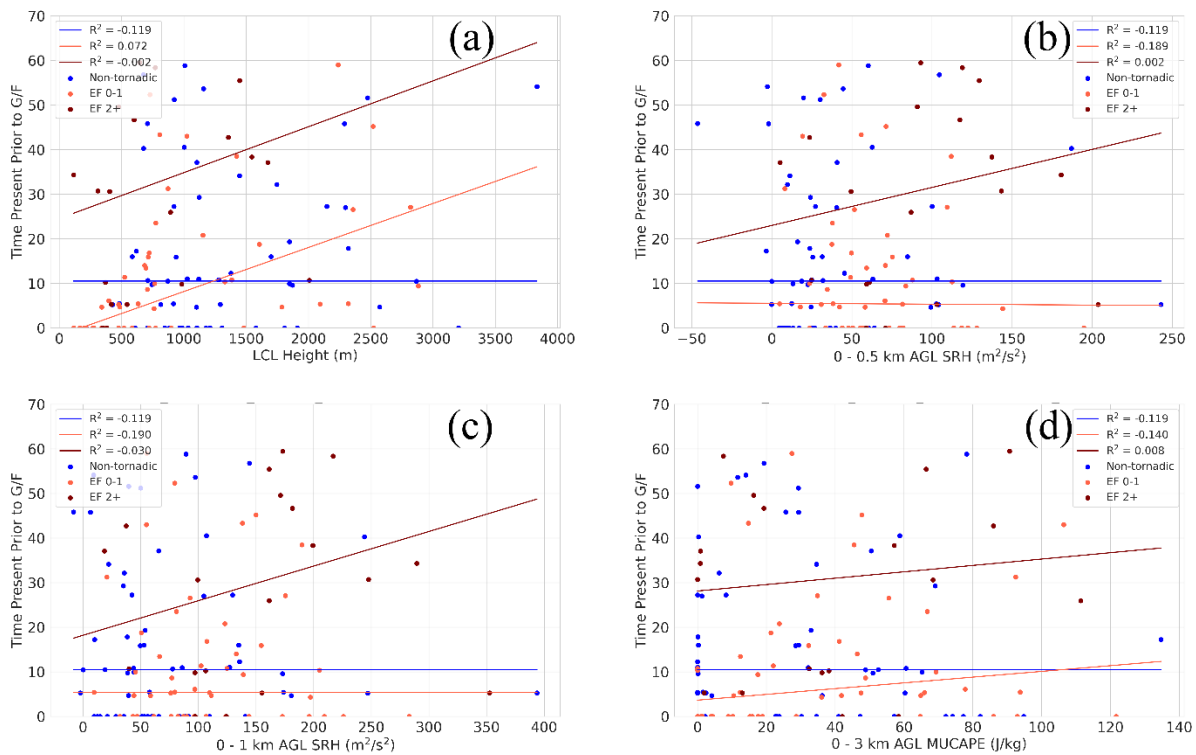 70
60
50
40
30
20
10
0
Time Present Prior to G/F
R² = -0.119
R² = 0.072
R² = -0.002
Non-tornadic
EF 0-1
EF 2+
(a)
0 500 1000 1500 2000 2500 3000 3500 4000
LCL Height (m)
70
60
50
40
30
20
10
0
Time Present Prior to G/F
(b)
R² = -0.119
R² = -0.189
R² = 0.002
Non-tornadic
EF 0-1
EF 2+
−50 0 50 100 150 200 250
0 - 0.5 km AGL SRH (m²/s²)
70
60
50
40
30
20
10
0
Time Present Prior to G/F
R² = -0.119
R² = -0.190
R² = -0.030
Non-tornadic
EF 0-1
EF 2+
(c)
0 50 100 150 200 250 300 350 400
0 - 1 km AGL SRH (m²/s²)
70
60
50
40
30
20
10
0
Time Present Prior to G/F
(d)
R² = -0.119
R² = -0.140
R² = 0.008
Non-tornadic
EF 0-1
EF 2+
0 20 40 60 80 100 120 140
0 - 3 km AGL MUCAPE (J/kg)